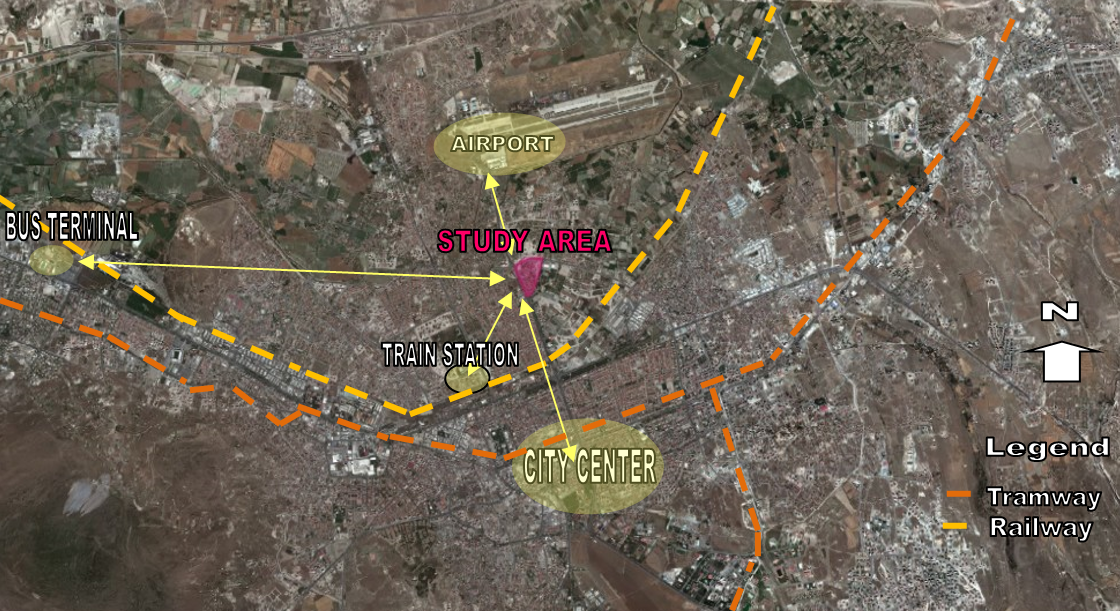 AIRPORT
BUS TERMINAL
STUDY AREA
N
TRAIN STATION
CITY CENTER
Legend
Tramway
Railway